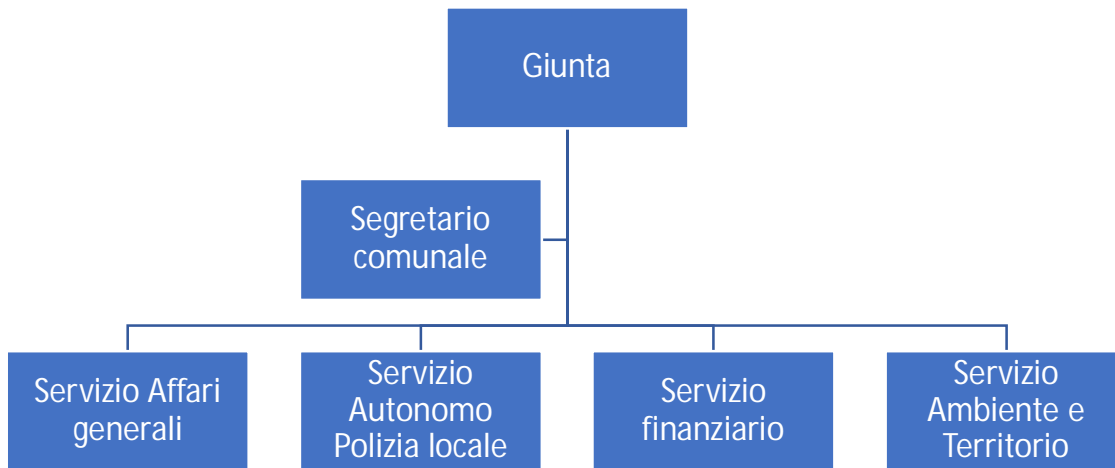 Giunta
Segretario
comunale
Servizio Affari
generali
Servizio
Autonomo
Polizia locale
Servizio
finanziario
Servizio
Ambiente e
Territorio